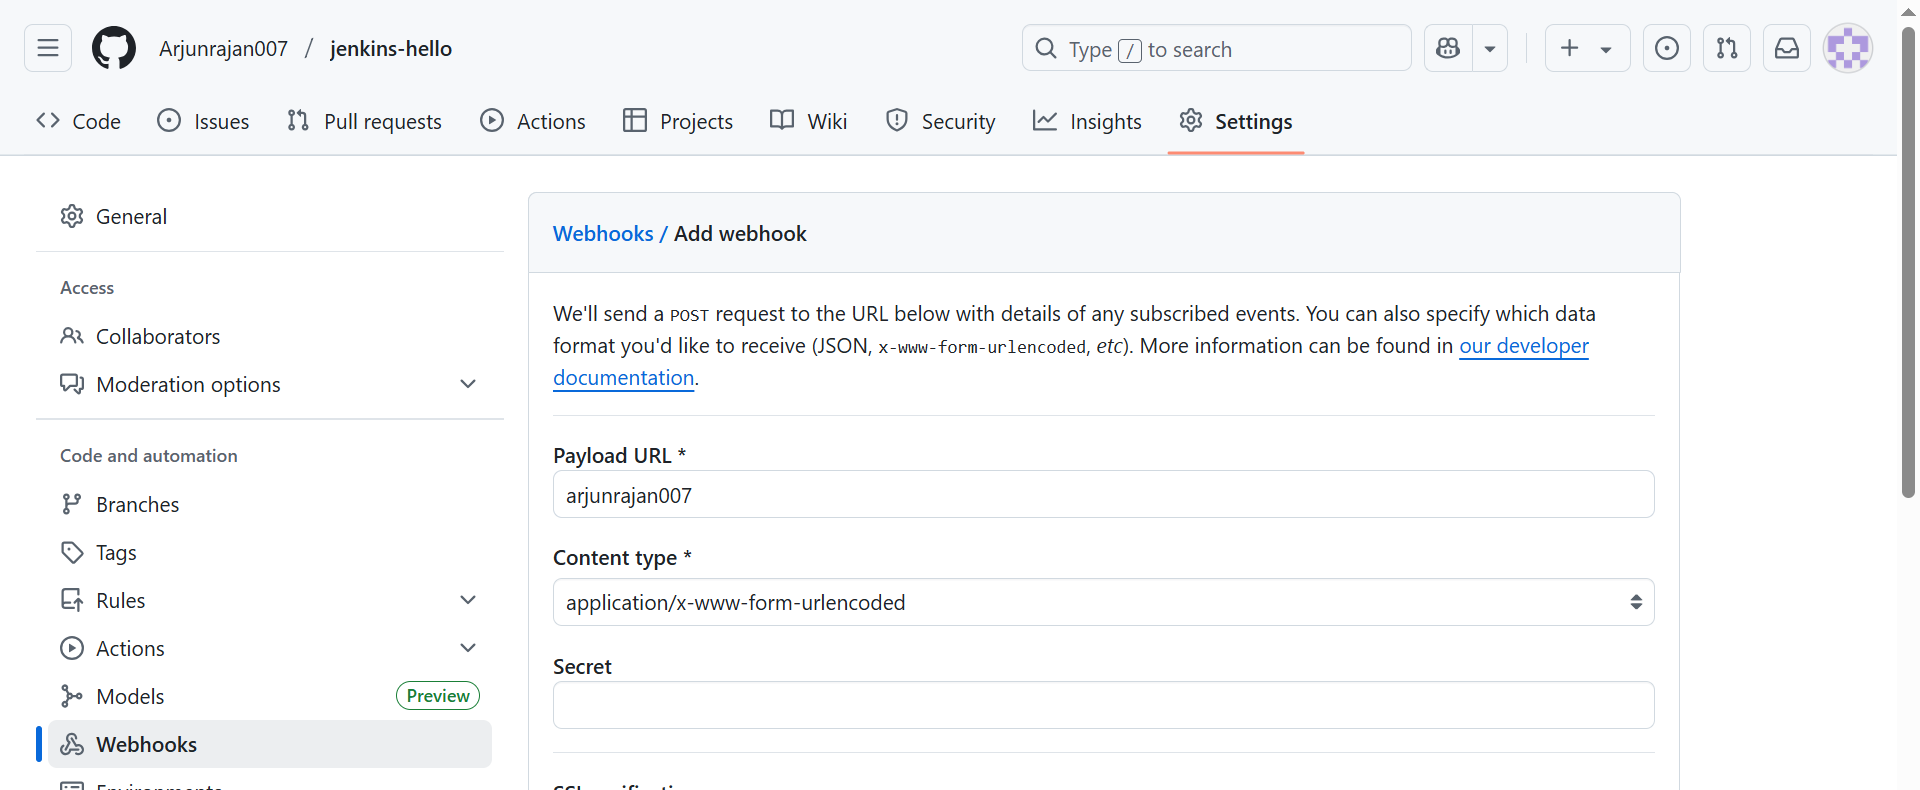 Arjunrajan007 / jenkins-hello
Type / to search
Code
Issues
Pull requests
Actions
Projects
Wiki
Security
Insights
Settings
General
Access
Collaborators
Moderation options
Code and automation
Branches
Tags
Rules
Actions
Models
Preview
Webhooks
Environments
Webhooks / Add webhook
We'll send a POST request to the URL below with details of any subscribed events. You can also specify which data
format you'd like to receive (JSON, x-www-form-urlencoded, etc). More information can be found in our developer
documentation.
Payload URL *
arjunrajan007
Content type *
application/x-www-form-urlencoded
Secret
SSL verification